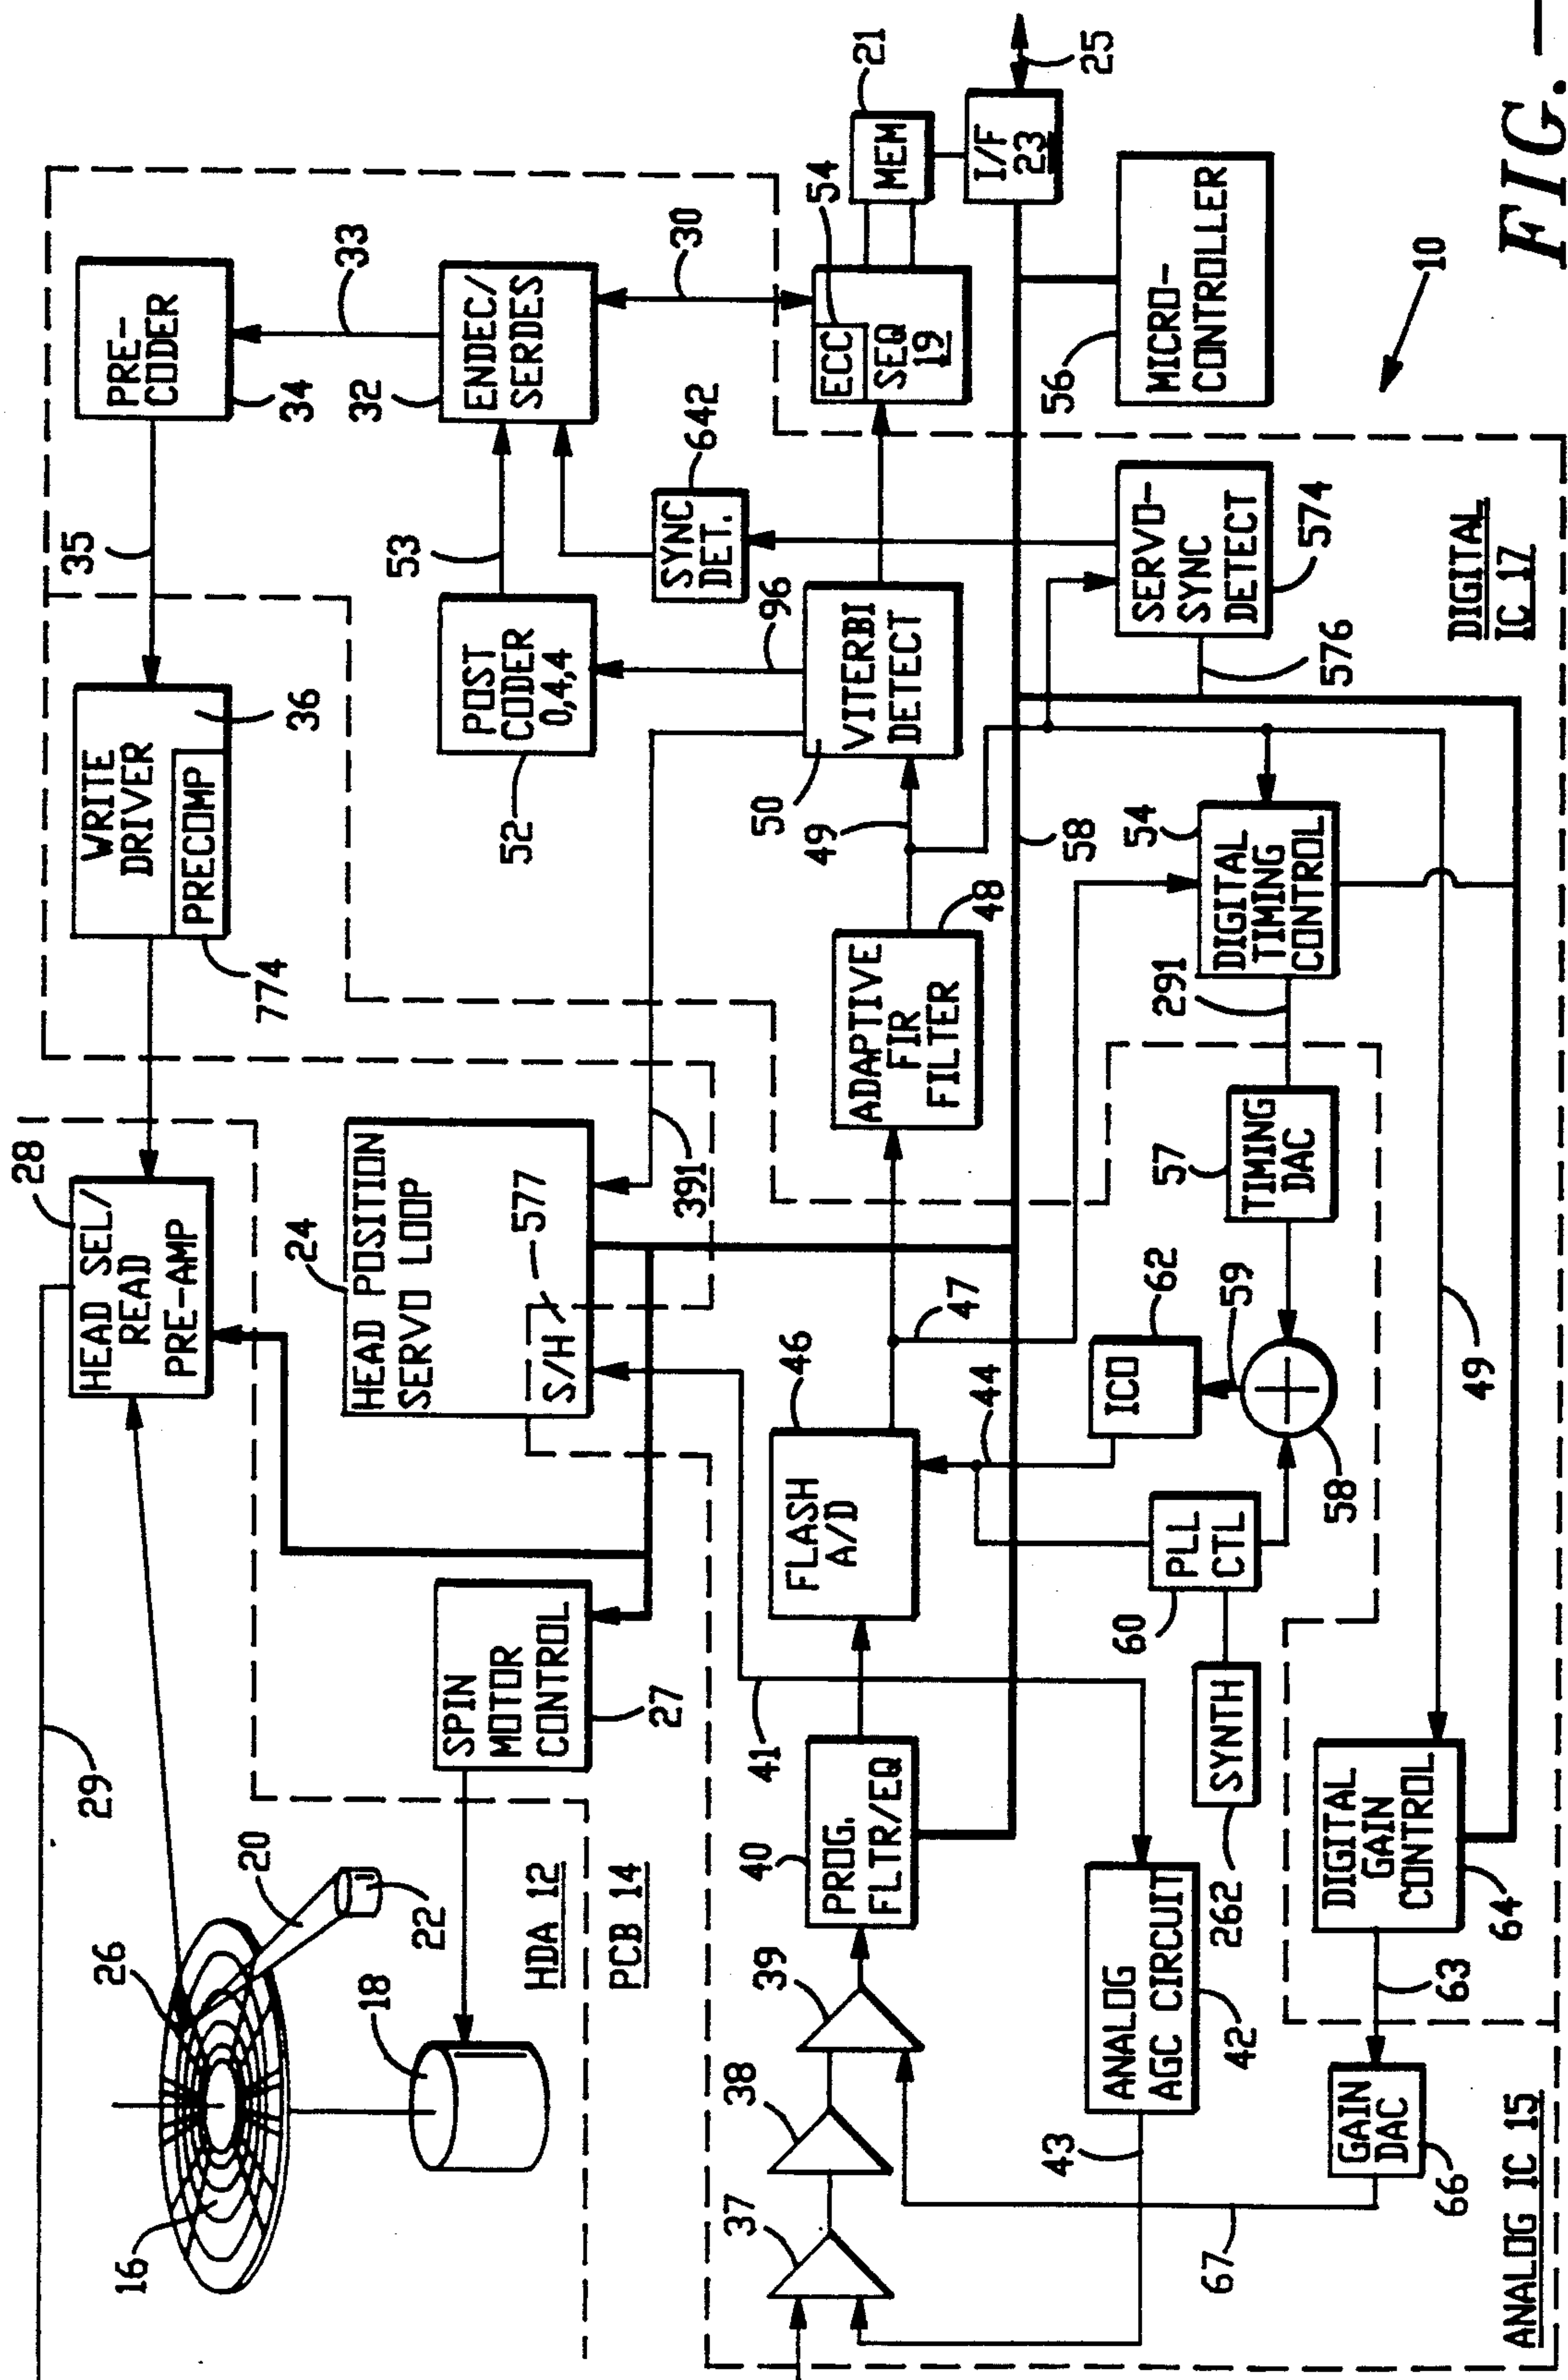 29
28
HEAD SEL/
READ
PRE-AMP
WRITE
DRIVER
PRECOMP
36
774
35
PRE-
CODER
34
33
26
16
20
22
18
24
HEAD POSITION
SERVO LOOP
S/H
577
SPIN
MOTOR
CONTROL
27
391
POST
CODER
0,4,4
52
53
32
ENDEC/
SERDES
30
HDA 12
PCB 14
SYNC
DET.
642
96
37
38
39
40
PROG.
FLTR/EQ
41
FLASH
A/D
46
47
ADAPTIVE
FIR
FILTER
48
49
50
VITERBI
DETECT
ECC
SEQ
19
54
MEM
21
I/F
23
25
58
44
43
ANALOG
AGC CIRCUIT
42
SYNTH
262
60
PLL
CTL
58
59
ICO
62
57
TIMING
DAC
291
DIGITAL
TIMING
CONTROL
54
SERVO-
SYNC
DETECT
574
576
56
MICRO-
CONTROLLER
67
GAIN
DAC
66
63
DIGITAL
GAIN
CONTROL
64
49
10
ANALOG IC 15
DIGITAL
IC 17
FIG.